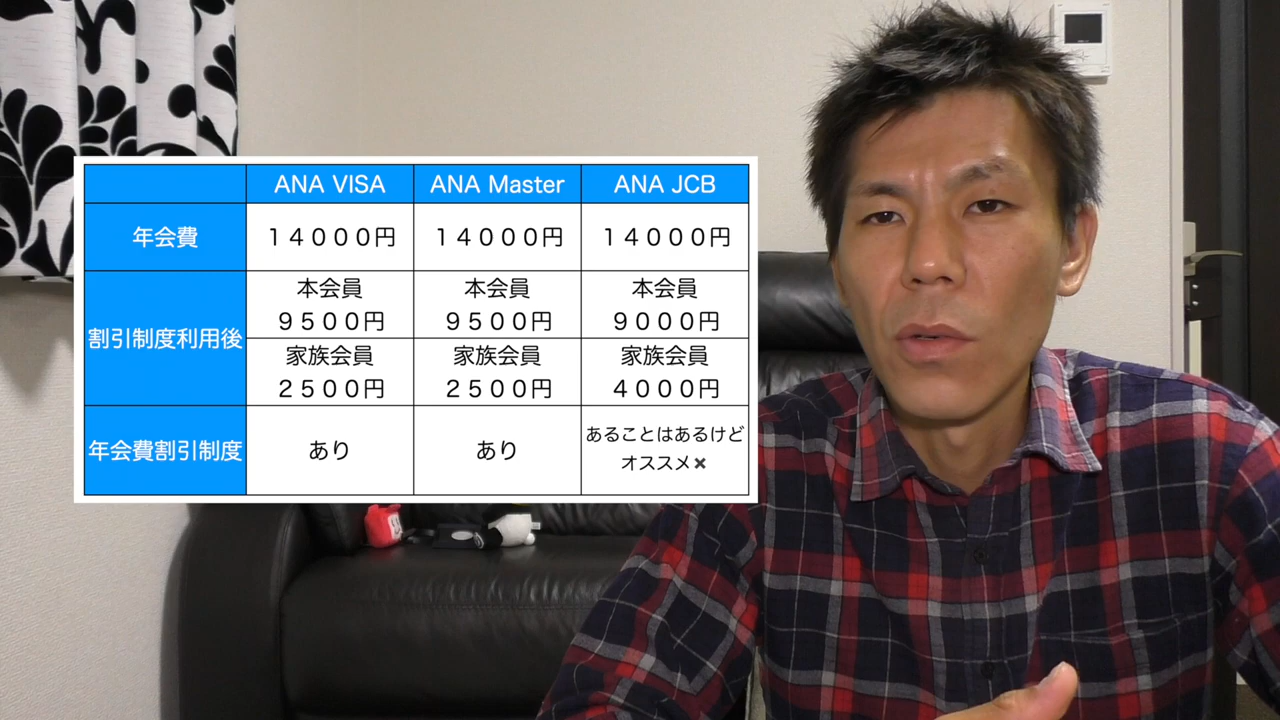 ANA VISA
ANA Master
ANA JCB
年会費
１４０００円
１４０００円
１４０００円
割引制度利用後
本会員
９５００円
本会員
９５００円
本会員
９０００円
家族会員
２５００円
家族会員
２５００円
家族会員
４０００円
年会費割引制度
あり
あり
あることはあるけど
オススメ✖